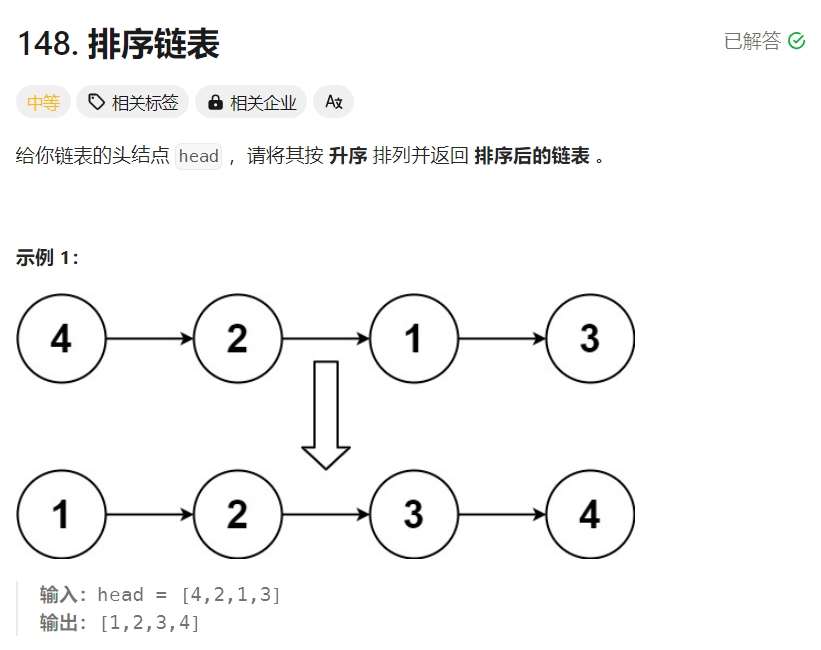 148. 排序链表
已解答
中等 相关标签 相关企业
给你链表的头结点 head ，请将其按 升序 排列并返回 排序后的链表 。
示例 1：
4 2 1 3
1 2 3 4
输入：head = [4,2,1,3]
输出：[1,2,3,4]